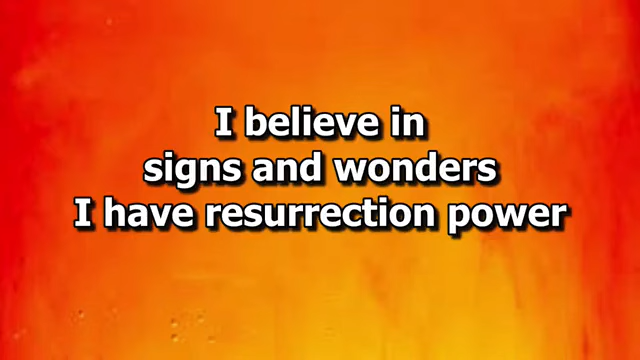 I believe in
signs and wonders
I have resurrection power